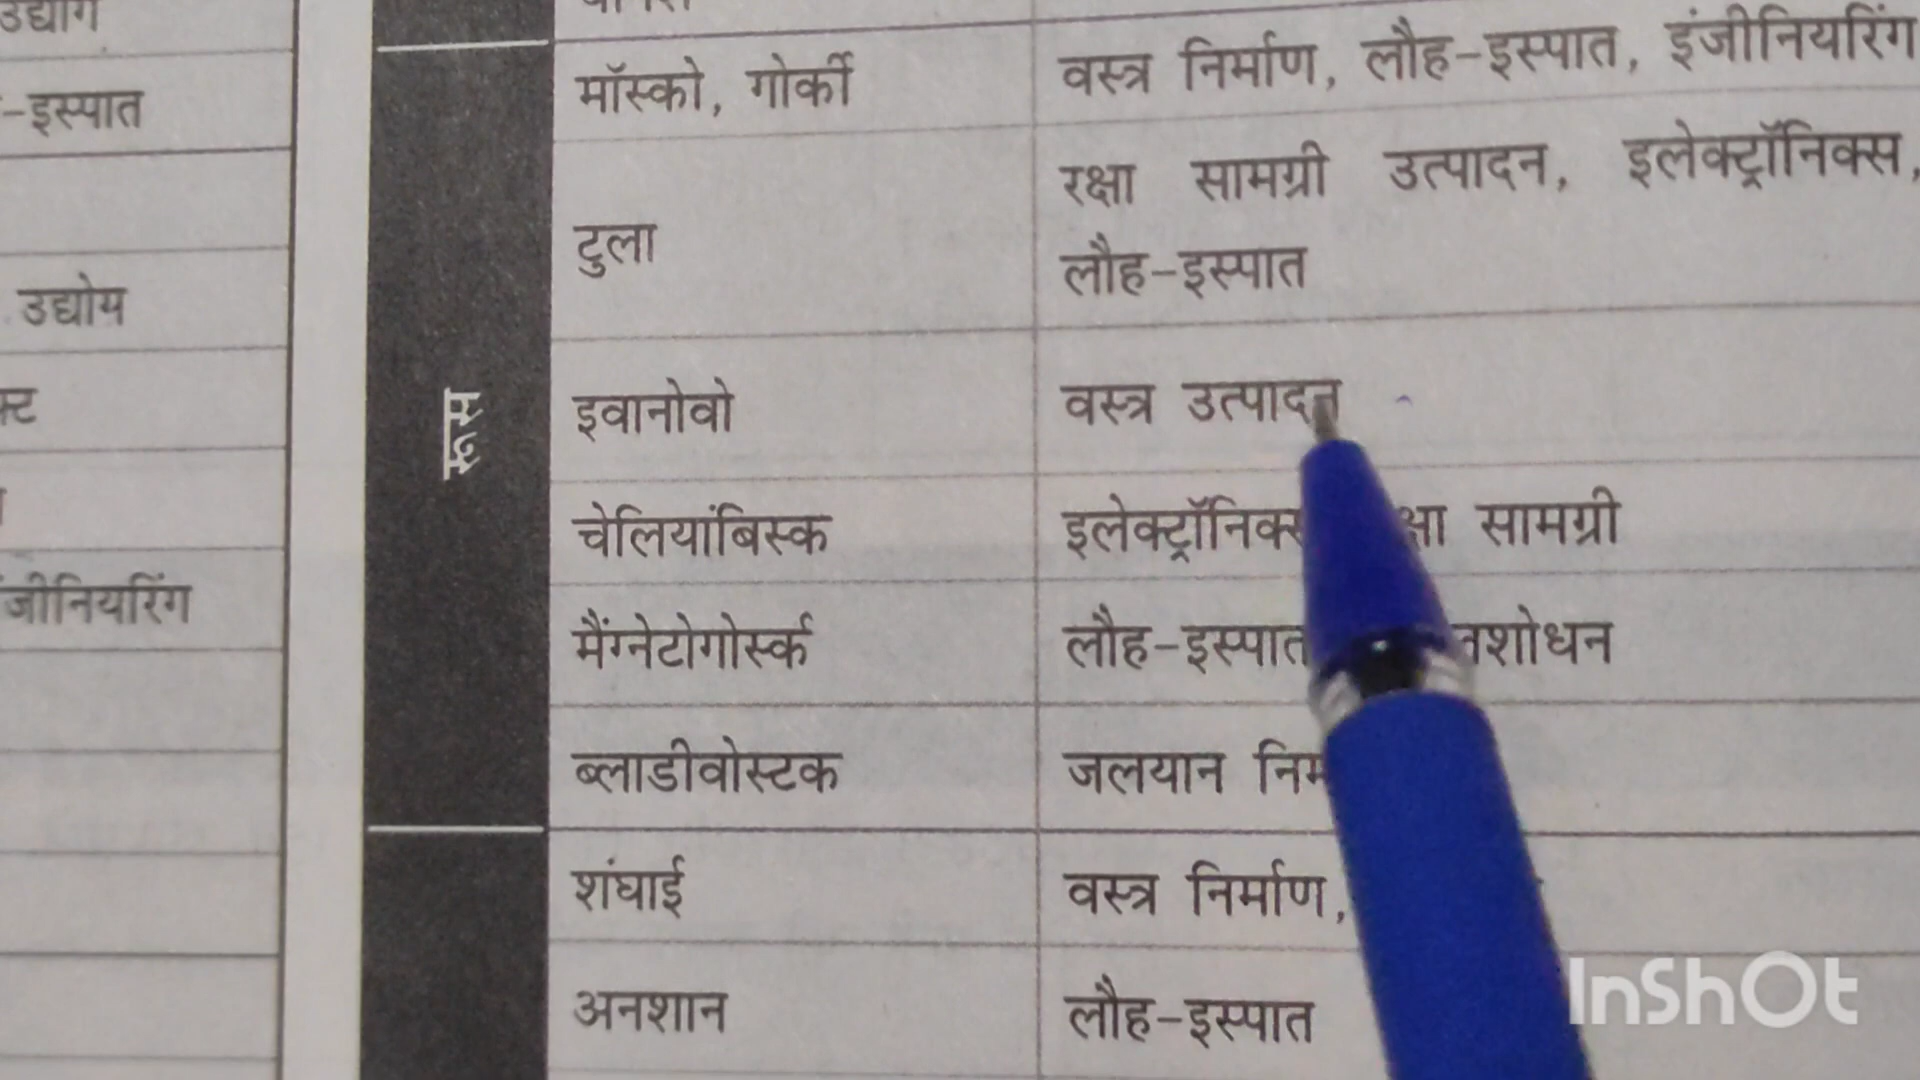 उद्योग
-इस्पात
उद्योय
जीनियरिंग
रूस
मॉस्को, गोर्की
वस्त्र निर्माण, लौह-इस्पात, इंजीनियरिंग
टुला
रक्षा सामग्री उत्पादन, इलेक्ट्रॉनिक्स,
लौह-इस्पात
इवानोवो
वस्त्र उत्पादन
चेलियांबिस्क
इलेक्ट्रॉनिक्स सामग्री
मैंग्नेटोगोर्स्क
लौह-इस्पात
ब्लाडीवोस्टक
जलयान
शंघाई
वस्त्र निर्माण,
अनशान
लौह-इस्पात
InShOt